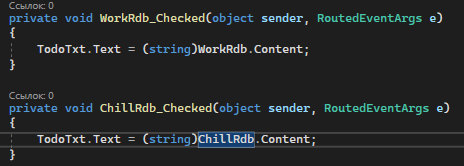 Ссылок: 0
private void WorkRdb_Checked(object sender, RoutedEventArgs e)
{
TodoTxt.Text = (string)WorkRdb.Content;
}
Ссылок: 0
private void ChillRdb_Checked(object sender, RoutedEventArgs e)
{
TodoTxt.Text = (string)ChillRdb.Content;
}